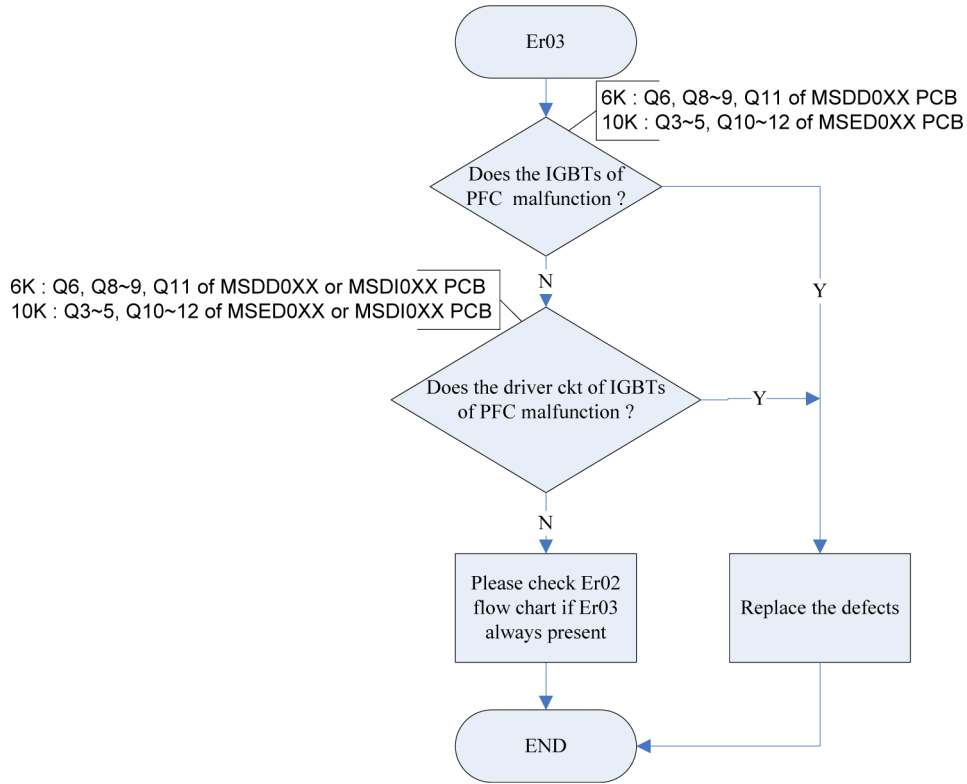 Er03
6K : Q6, Q8~9, Q11 of MSDD0XX PCB
10K : Q3~5, Q10~12 of MSED0XX PCB
Does the IGBTs of
PFC  malfunction ?
N
Y
6K : Q6, Q8~9, Q11 of MSDD0XX or MSDI0XX PCB
10K : Q3~5, Q10~12 of MSED0XX or MSDI0XX PCB
Does the driver ckt of IGBTs
of PFC malfunction ?
Y
N
Please check Er02
flow chart if Er03
always present
Replace the defects
END